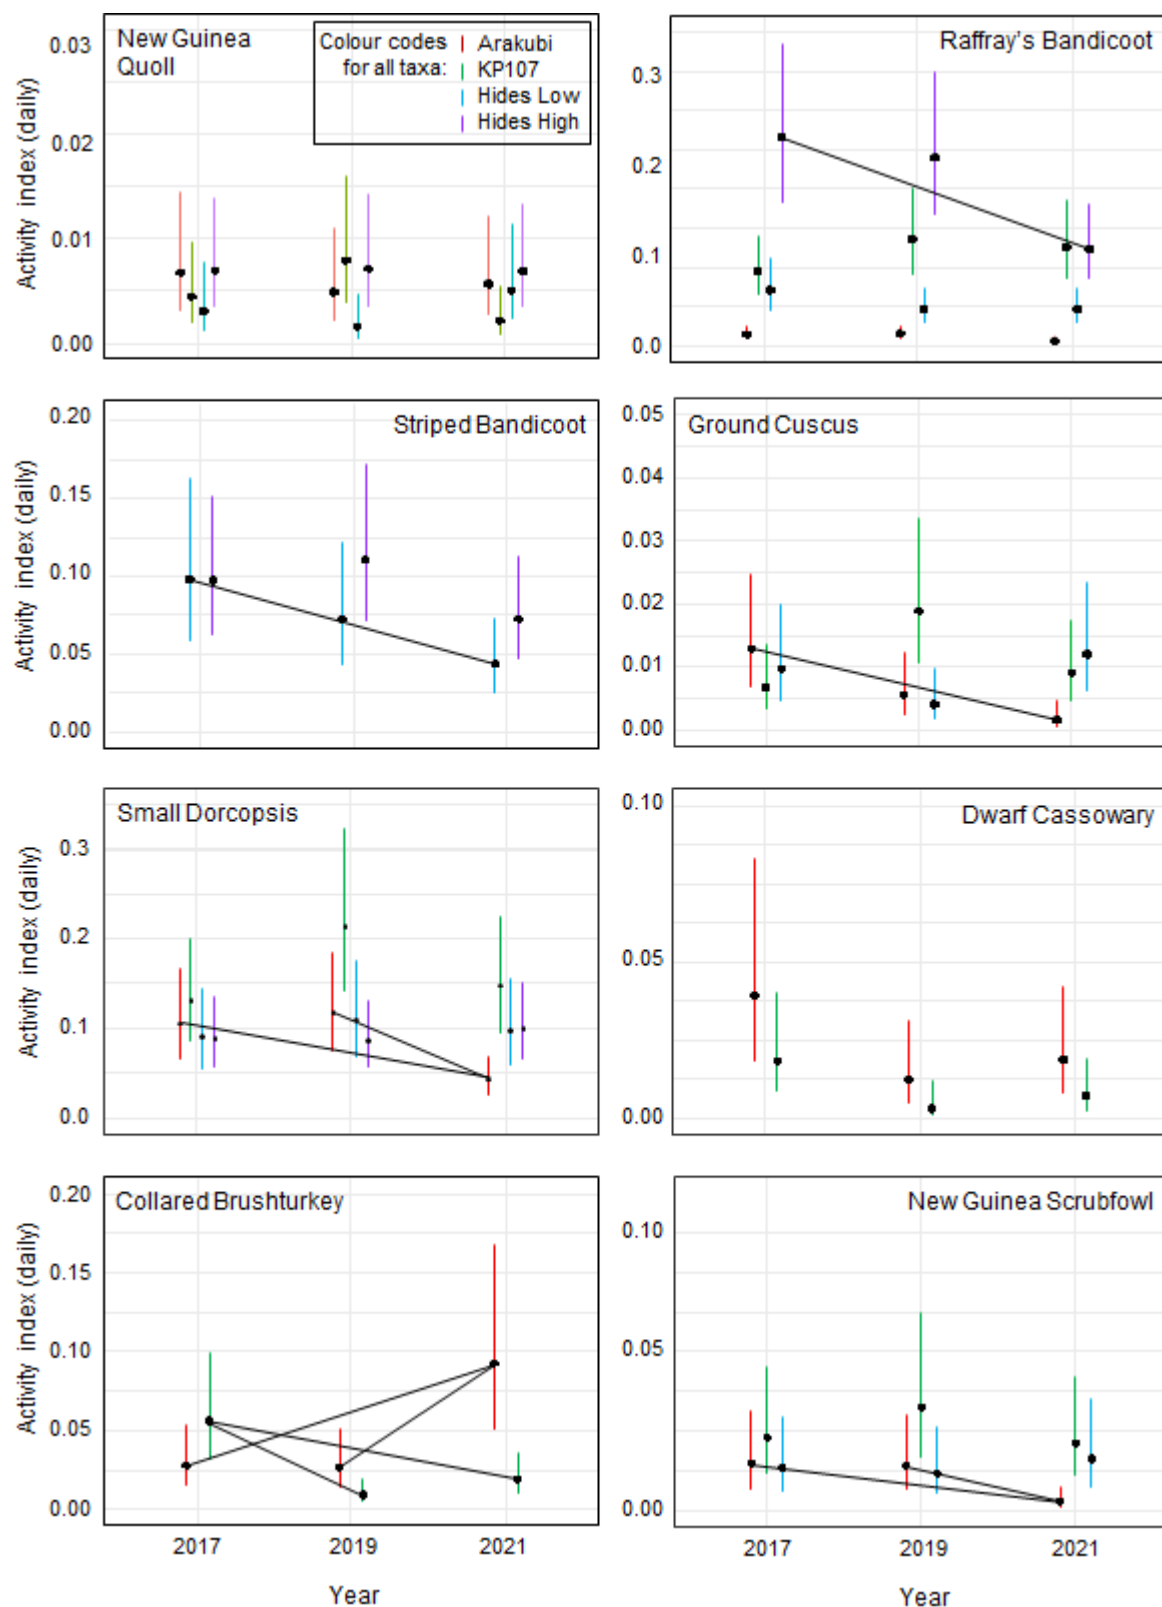 New Guinea
Quoll
Colour codes
for all taxa:
Arakubi
KP107
Hides Low
Hides High
Activity index (daily)
0.03
0.02
0.01
0.00
Raffray's Bandicoot
0.3
0.2
0.1
0.0
Striped Bandicoot
Activity index (daily)
0.20
0.15
0.10
0.05
0.00
Ground Cuscus
0.05
0.04
0.03
0.02
0.01
0.00
Small Dorcopsis
Activity index (daily)
0.3
0.2
0.1
0.0
Dwarf Cassowary
0.10
0.05
0.00
Collared Brushturkey
Activity index (daily)
0.20
0.15
0.10
0.05
0.00
2017
2019
2021
Year
New Guinea Scrubfowl
0.10
0.05
0.00
2017
2019
2021
Year